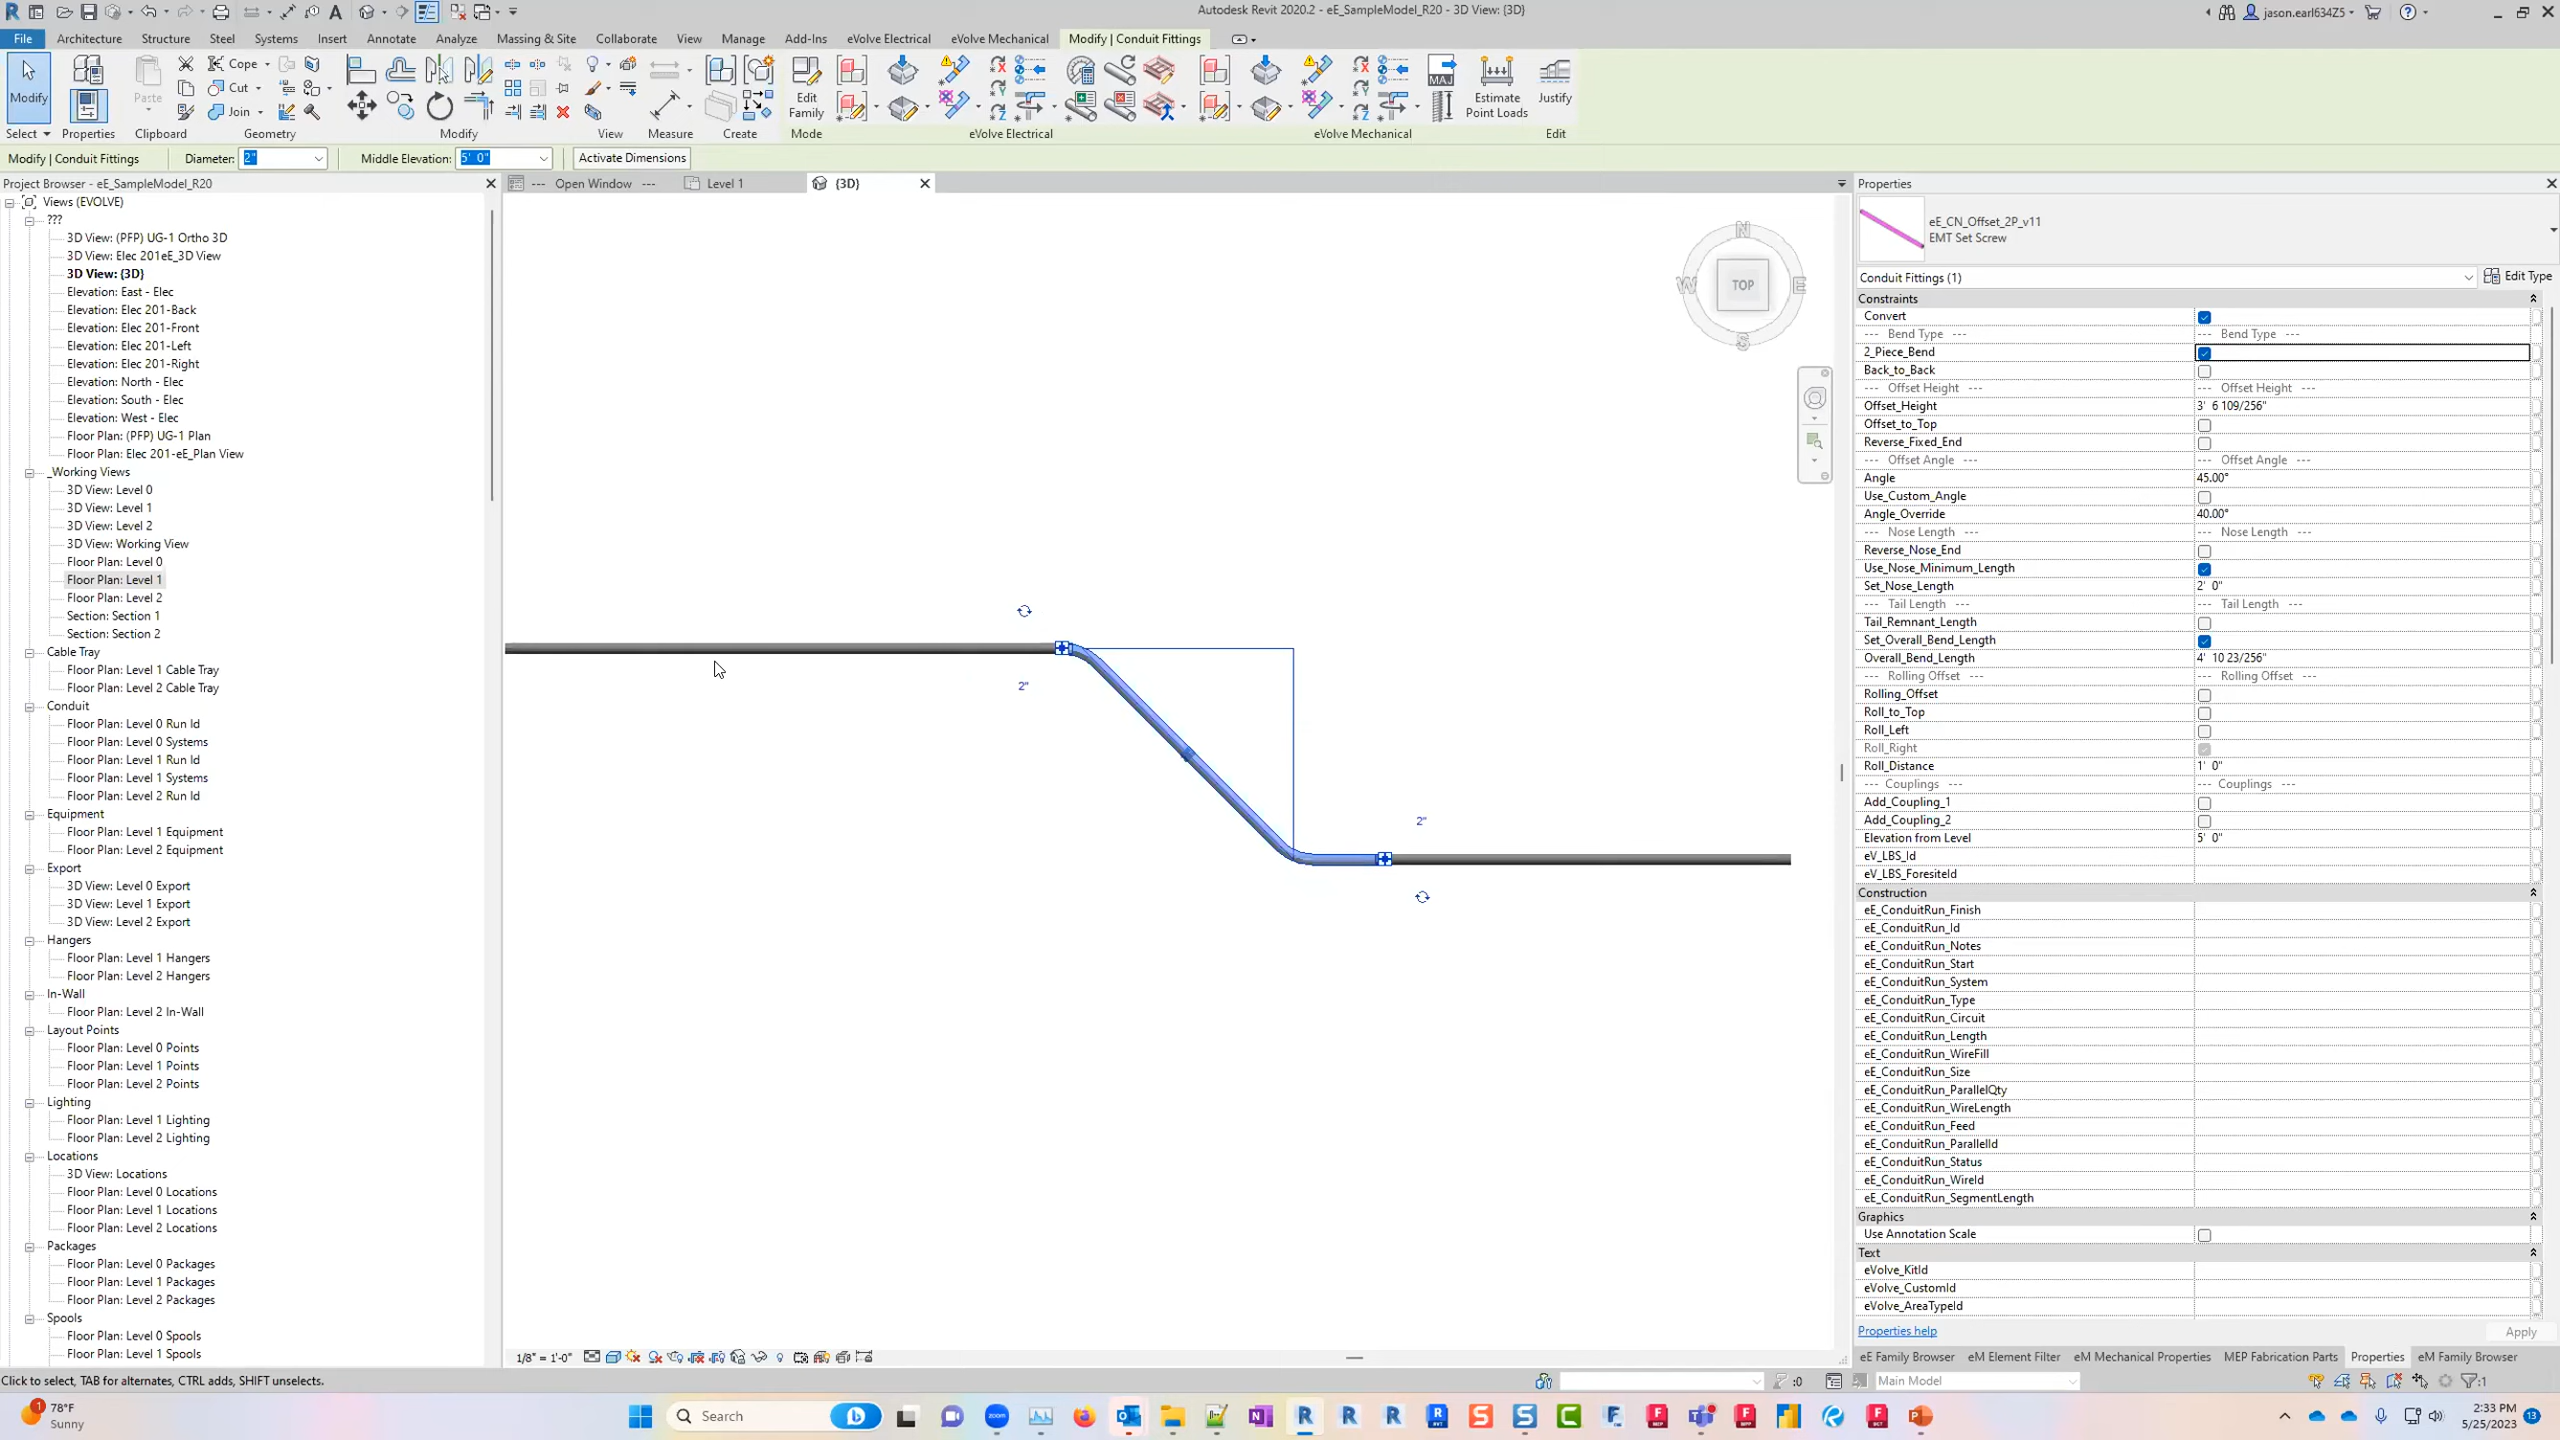 Autodesk Revit 2020.2 - eE_SampleModel_R20 - 3D View: {3D}
jason.earl634Z5
File Architecture Structure Steel Systems Insert Annotate Analyze Massing & Site Collaborate View Manage Add-Ins eVolve Electrical eVolve Mechanical Modify | Conduit Fittings
Modify
Select
Properties
Paste
Clipboard
Cope
Cut
Join
Geometry
Modify
View
Measure
Create
Edit
Family
Mode
eVolve Electrical
MAJ
Estimate
Point Loads
eVolve Mechanical
Justify
Edit
Modify | Conduit Fittings Diameter: 2" Middle Elevation: 5' 0" Activate Dimensions
Project Browser - eE_SampleModel_R20
--- Open Window --- Level 1 {3D}
Views (EVOLVE)
???
3D View: (PFP) UG-1 Ortho 3D
3D View: Elec 201eE_3D View
3D View: {3D}
Elevation: East - Elec
Elevation: Elec 201-Back
Elevation: Elec 201-Front
Elevation: Elec 201-Left
Elevation: Elec 201-Right
Elevation: North - Elec
Elevation: South - Elec
Elevation: West - Elec
Floor Plan: (PFP) UG-1 Plan
Floor Plan: Elec 201-eE_Plan View
_Working Views
3D View: Level 0
3D View: Level 1
3D View: Level 2
3D View: Working View
Floor Plan: Level 0
Floor Plan: Level 1
Floor Plan: Level 2
Section: Section 1
Section: Section 2
Cable Tray
Floor Plan: Level 1 Cable Tray
Floor Plan: Level 2 Cable Tray
Conduit
Floor Plan: Level 0 Run Id
Floor Plan: Level 0 Systems
Floor Plan: Level 1 Run Id
Floor Plan: Level 1 Systems
Floor Plan: Level 2 Run Id
Equipment
Floor Plan: Level 1 Equipment
Floor Plan: Level 2 Equipment
Export
3D View: Level 0 Export
3D View: Level 1 Export
3D View: Level 2 Export
Hangers
Floor Plan: Level 1 Hangers
Floor Plan: Level 2 Hangers
In-Wall
Floor Plan: Level 2 In-Wall
Layout Points
Floor Plan: Level 0 Points
Floor Plan: Level 1 Points
Floor Plan: Level 2 Points
Lighting
Floor Plan: Level 1 Lighting
Floor Plan: Level 2 Lighting
Locations
3D View: Locations
Floor Plan: Level 0 Locations
Floor Plan: Level 1 Locations
Floor Plan: Level 2 Locations
Packages
Floor Plan: Level 0 Packages
Floor Plan: Level 1 Packages
Floor Plan: Level 2 Packages
Spools
Floor Plan: Level 0 Spools
Floor Plan: Level 1 Spools
N
W TOP E
S
2"
2"
1/8" = 1'-0"
Properties
eE_CN_Offset_2P_v11
EMT Set Screw
Conduit Fittings (1) Edit Type
Constraints
Convert
--- Bend Type --- --- Bend Type ---
2_Piece_Bend
Back_to_Back
--- Offset Height --- --- Offset Height ---
Offset_Height 3' 6 109/256"
Offset_to_Top
Reverse_Fixed_End
--- Offset Angle --- --- Offset Angle ---
Angle 45.00°
Use_Custom_Angle
Angle_Override 40.00°
--- Nose Length --- --- Nose Length ---
Reverse_Nose_End
Use_Nose_Minimum_Length
Set_Nose_Length 2' 0"
--- Tail Length --- --- Tail Length ---
Tail_Remnant_Length
Set_Overall_Bend_Length
Overall_Bend_Length 4' 10 23/256"
--- Rolling Offset --- --- Rolling Offset ---
Rolling_Offset
Roll_to_Top
Roll_Left
Roll_Right
Roll_Distance 1' 0"
--- Couplings --- --- Couplings ---
Add_Coupling_1
Add_Coupling_2
Elevation from Level 5' 0"
eV_LBS_Id
eV_LBS_ForesiteId
Construction
eE_ConduitRun_Finish
eE_ConduitRun_Id
eE_ConduitRun_Notes
eE_ConduitRun_Start
eE_ConduitRun_System
eE_ConduitRun_Type
eE_ConduitRun_Circuit
eE_ConduitRun_Length
eE_ConduitRun_WireFill
eE_ConduitRun_Size
eE_ConduitRun_ParallelQty
eE_ConduitRun_WireLength
eE_ConduitRun_Feed
eE_ConduitRun_ParallelId
eE_ConduitRun_Status
eE_ConduitRun_WireId
eE_ConduitRun_SegmentLength
Graphics
Use Annotation Scale
Text
eVolve_KitId
eVolve_CustomId
eVolve_AreaTypeId
Properties help Apply
eE Family Browser eM Element Filter eM Mechanical Properties MEP Fabrication Parts Properties eM Family Browser
Click to select, TAB for alternates, CTRL adds, SHIFT unselects.
:0 Main Model :1
78°F
Sunny
Search
2:33 PM
5/25/2023
13